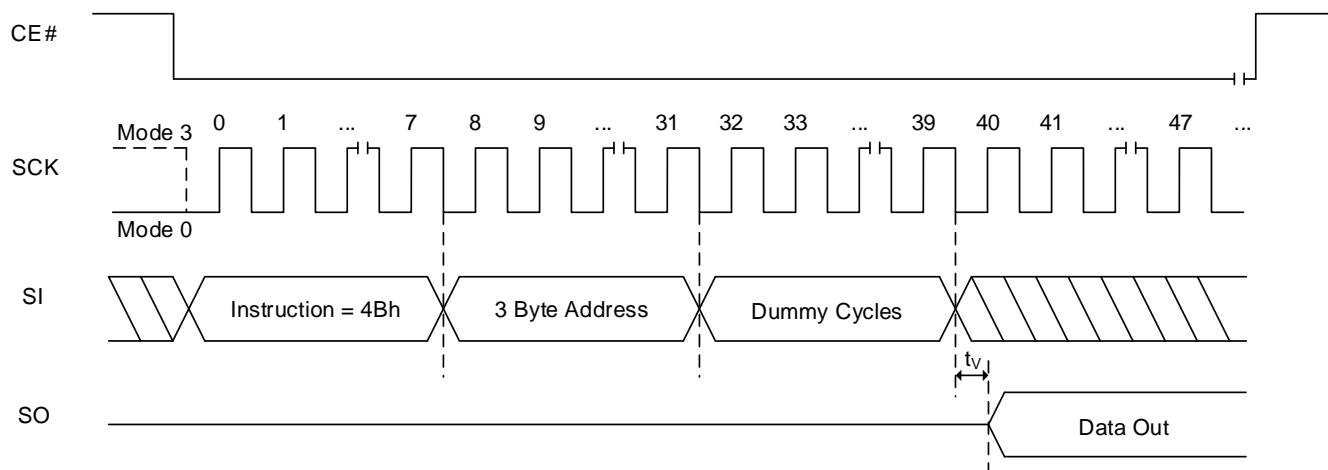 CE#
0 1 ... 7 8 9 ... 31 32 33 ... 39 40 41 ... 47 ...
Mode 3
SCK
Mode 0
SI Instruction = 4Bh 3 Byte Address Dummy Cycles
tV
SO Data Out